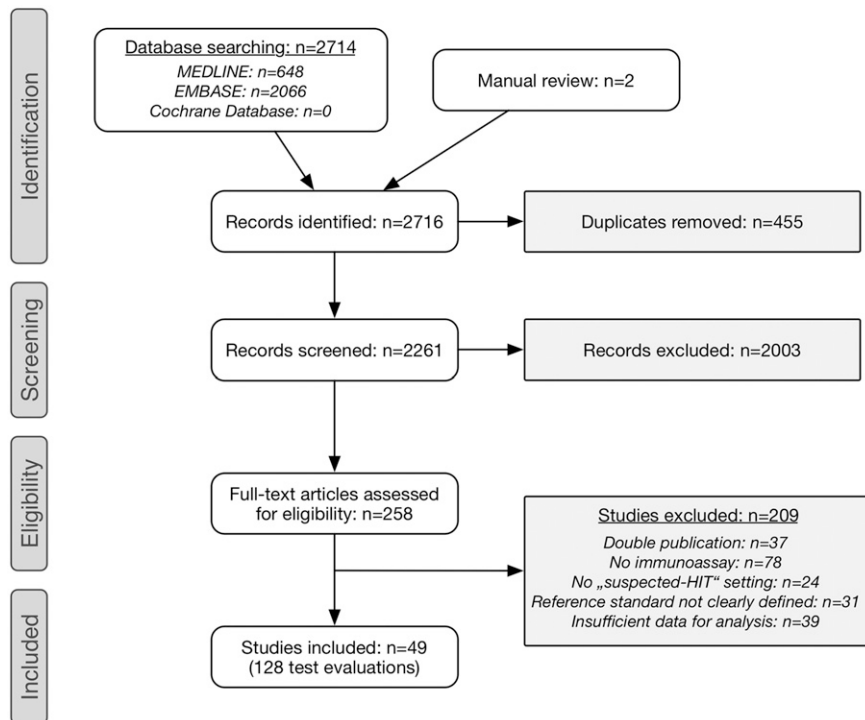 Identification
Database searching: n=2714
MEDLINE: n=648
EMBASE: n=2066
Cochrane Database: n=0
Manual review: n=2
Records identified: n=2716
Duplicates removed: n=455
Screening
Records screened: n=2261
Records excluded: n=2003
Eligibility
Full-text articles assessed
for eligibility: n=258
Studies excluded: n=209
Double publication: n=37
No immunoassay: n=78
No „suspected-HIT“ setting: n=24
Reference standard not clearly defined: n=31
Insufficient data for analysis: n=39
Included
Studies included: n=49
(128 test evaluations)